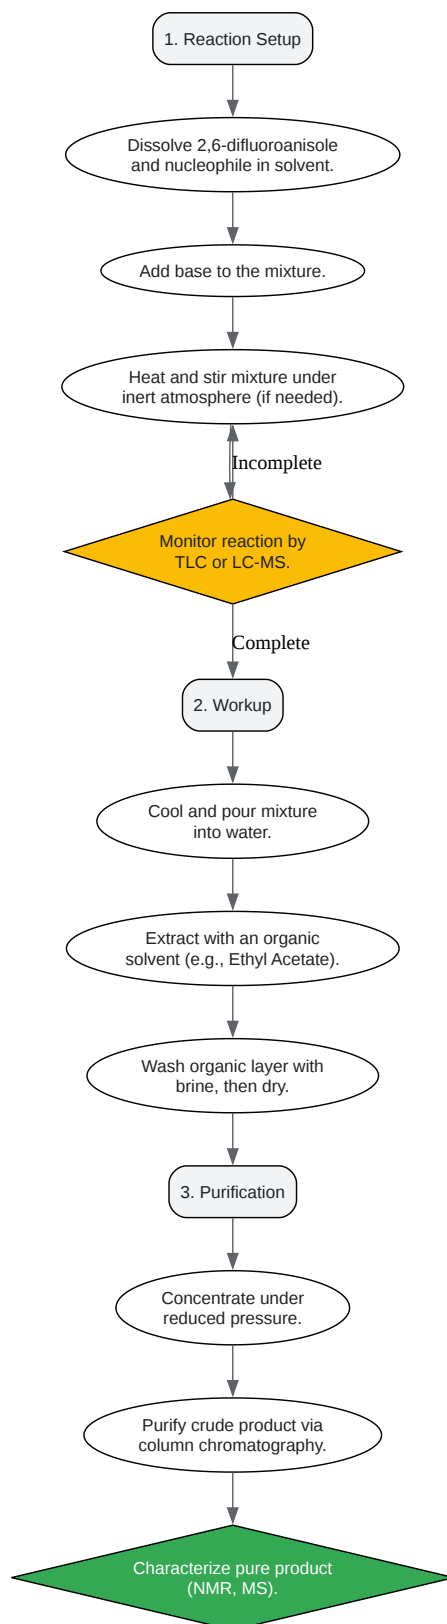 1. Reaction Setup
Dissolve 2,6-difluoroanisole
and nucleophile in solvent.
Add base to the mixture.
Heat and stir mixture under
inert atmosphere (if needed).
Incomplete
Monitor reaction by
TLC or LC-MS.
Complete
2. Workup
Cool and pour mixture
into water.
Extract with an organic
solvent (e.g., Ethyl Acetate).
Wash organic layer with
brine, then dry.
3. Purification
Concentrate under
reduced pressure.
Purify crude product via
column chromatography.
Characterize pure product
(NMR, MS).